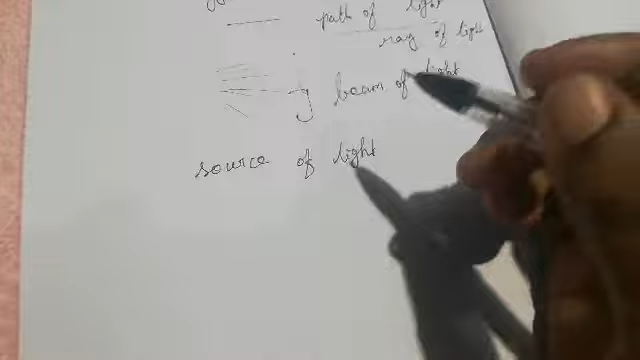 path of light
ray of light
beam of light
source of light